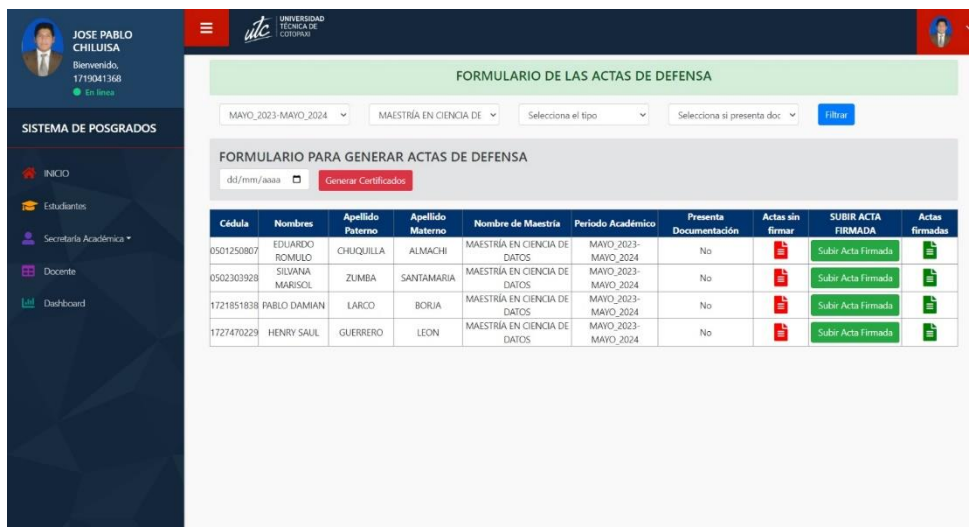 JOSE PABLO
CHILUISA
Bienvenido,
1719041368
En linea
SISTEMA DE POSGRADOS
INICIO
Estudiantes
Secretaría Académica
Docente
Dashboard
utc
UNIVERSIDAD
TÉCNICA DE
COTOPAXI
FORMULARIO DE LAS ACTAS DE DEFENSA
MAYO_2023-MAYO_2024
MAESTRÍA EN CIENCIA DE
Selecciona el tipo
Selecciona si presenta doc
Filtrar
FORMULARIO PARA GENERAR ACTAS DE DEFENSA
dd/mm/aaaa
Generar Certificados
Cédula Nombres Apellido Paterno Apellido Materno Nombre de Maestría Periodo Académico Presenta Documentación Actas sin firmar SUBIR ACTA FIRMADA Actas firmadas
0501250807 EDUARDO ROMULO CHUQUILLA ALMACHI MAESTRÍA EN CIENCIA DE DATOS MAYO_2023-MAYO_2024 No Subir Acta Firmada
0502303928 SILVANA MARISOL ZUMBA SANTAMARIA MAESTRÍA EN CIENCIA DE DATOS MAYO_2023-MAYO_2024 No Subir Acta Firmada
1721851838 PABLO DAMIAN LARCO BORJA MAESTRÍA EN CIENCIA DE DATOS MAYO_2023-MAYO_2024 No Subir Acta Firmada
1727470229 HENRY SAUL GUERRERO LEON MAESTRÍA EN CIENCIA DE DATOS MAYO_2023-MAYO_2024 No Subir Acta Firmada